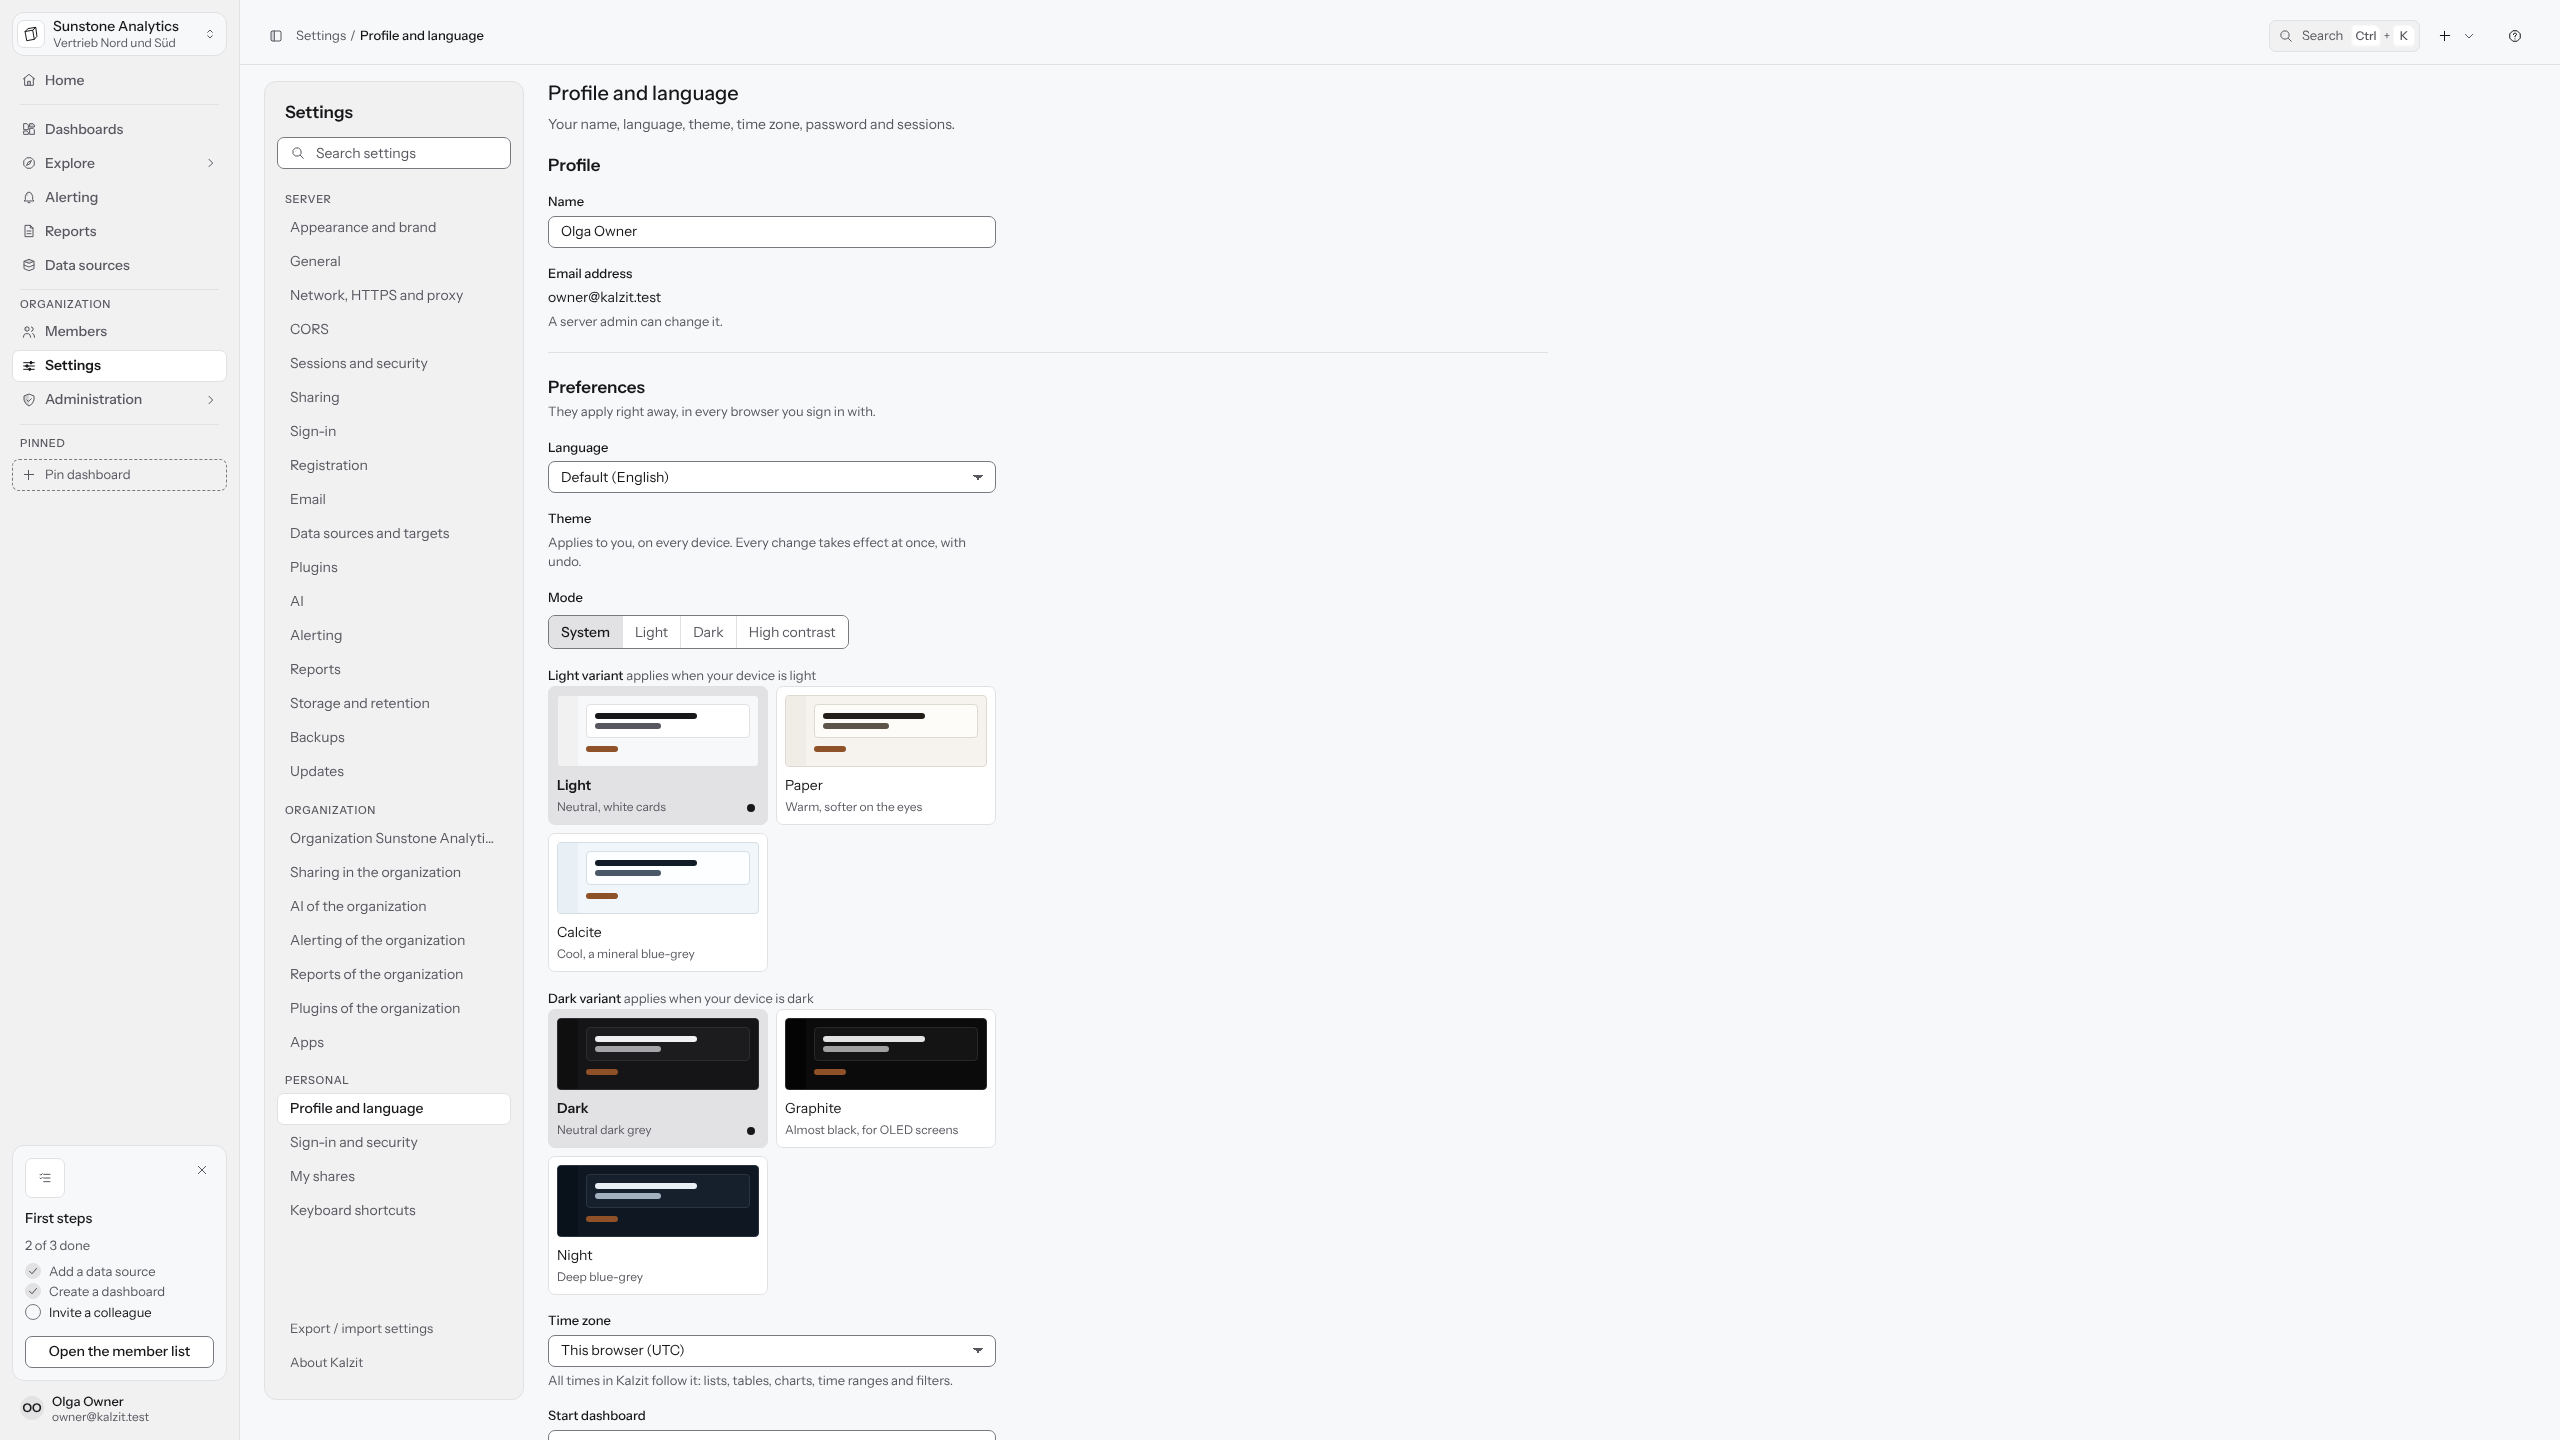 Sunstone Analytics
Vertrieb Nord und Süd
Home
Dashboards
Explore
Alerting
Reports
Data sources
ORGANIZATION
Members
Settings
Administration
PINNED
Pin dashboard
First steps
2 of 3 done
Add a data source
Create a dashboard
Invite a colleague
Open the member list
OO
Olga Owner
owner@kalzit.test
Settings / Profile and language
Search Ctrl + K
Settings
Search settings
SERVER
Appearance and brand
General
Network, HTTPS and proxy
CORS
Sessions and security
Sharing
Sign-in
Registration
Email
Data sources and targets
Plugins
AI
Alerting
Reports
Storage and retention
Backups
Updates
ORGANIZATION
Organization Sunstone Analyti...
Sharing in the organization
AI of the organization
Alerting of the organization
Reports of the organization
Plugins of the organization
Apps
PERSONAL
Profile and language
Sign-in and security
My shares
Keyboard shortcuts
Export / import settings
About Kalzit
Profile and language
Your name, language, theme, time zone, password and sessions.
Profile
Name
Olga Owner
Email address
owner@kalzit.test
A server admin can change it.
Preferences
They apply right away, in every browser you sign in with.
Language
Default (English)
Theme
Applies to you, on every device. Every change takes effect at once, with
undo.
Mode
System Light Dark High contrast
Light variant applies when your device is light
Light
Neutral, white cards
Paper
Warm, softer on the eyes
Calcite
Cool, a mineral blue-grey
Dark variant applies when your device is dark
Dark
Neutral dark grey
Graphite
Almost black, for OLED screens
Night
Deep blue-grey
Time zone
This browser (UTC)
All times in Kalzit follow it: lists, tables, charts, time ranges and filters.
Start dashboard